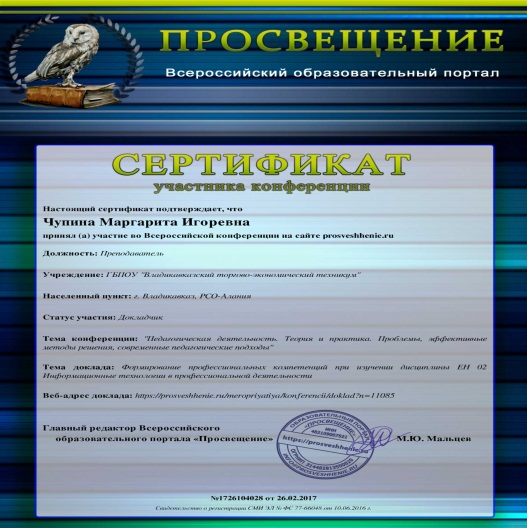 ПРОСВЕЩЕНИЕ
Всероссийский образовательный портал
СЕРТИФИКАТ
участника конференции
Настоящий сертификат подтверждает, что
Чупина Маргарита Игоревна
принял (а) участие во Всероссийской конференции на сайте prosveshhenie.ru
Должность: Преподаватель
Учреждение: ГБПОУ "Владикавказский торгово-экономический техникум"
Населенный пункт: г. Владикавказ, РСО-Алания
Статус участия: Докладчик
Тема конференции: "Педагогическая деятельность. Теория и практика. Проблемы, эффективные
методы решения, современные педагогические подходы"
Тема доклада: Формирование профессиональных компетенций при изучении дисциплины ЕН 02
Информационные технологии в профессиональной деятельности
Веб-адрес доклада: https://prosveshhenie.ru/meropriyatiya/konferencii/doklad?n=11085
Главный редактор Всероссийского
образовательного портала «Просвещение»
М.Ю. Мальцев
ОБРАЗОВАТЕЛЬНЫЙ ПОРТАЛ
«ПРОСВЕЩЕНИЕ»
ИНН
https://prosveshhenie.ru
№1726104028 от 26.02.2017
Свидетельство о регистрации СМИ ЭЛ № ФС 77-66048 от 10.06.2016 г.